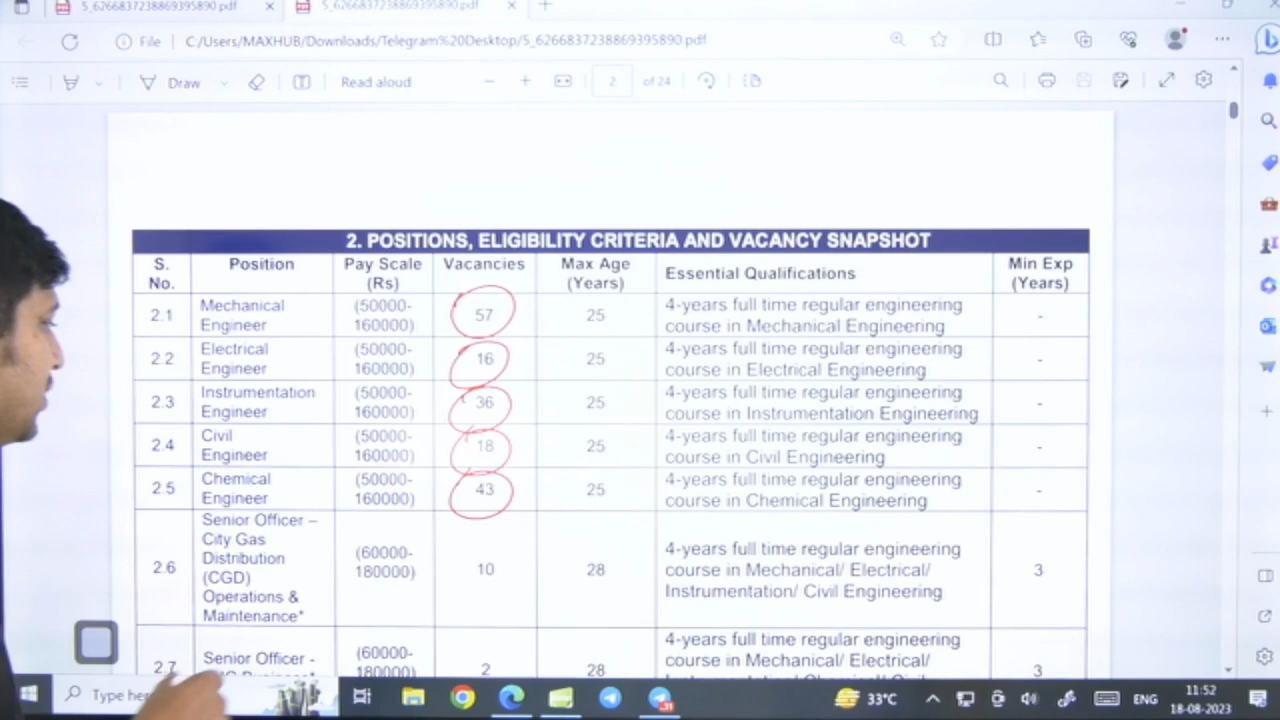 5_6266837238869395890.pdf
5_6266837238869395890.pdf
File
C:/Users/MAXHUB/Downloads/Telegram%20Desktop/5_6266837238869395890.pdf
Draw
Read aloud
2
of 24
2. POSITIONS, ELIGIBILITY CRITERIA AND VACANCY SNAPSHOT
S. No.
Position
Pay Scale (Rs)
Vacancies
Max Age (Years)
Essential Qualifications
Min Exp (Years)
2.1
Mechanical
Engineer
(50000-
160000)
57
25
4-years full time regular engineering
course in Mechanical Engineering
-
2.2
Electrical
Engineer
(50000-
160000)
16
25
4-years full time regular engineering
course in Electrical Engineering
-
2.3
Instrumentation
Engineer
(50000-
160000)
36
25
4-years full time regular engineering
course in Instrumentation Engineering
-
2.4
Civil
Engineer
(50000-
160000)
18
25
4-years full time regular engineering
course in Civil Engineering
-
2.5
Chemical
Engineer
(50000-
160000)
43
25
4-years full time regular engineering
course in Chemical Engineering
-
2.6
Senior Officer –
City Gas
Distribution
(CGD)
Operations &
Maintenance*
(60000-
180000)
10
28
4-years full time regular engineering
course in Mechanical/ Electrical/
Instrumentation/ Civil Engineering
3
2.7
Senior Officer -
(60000-
180000)
2
28
4-years full time regular engineering
course in Mechanical/ Electrical/
3
Type her
33°C
ENG
11:52
18-08-2023